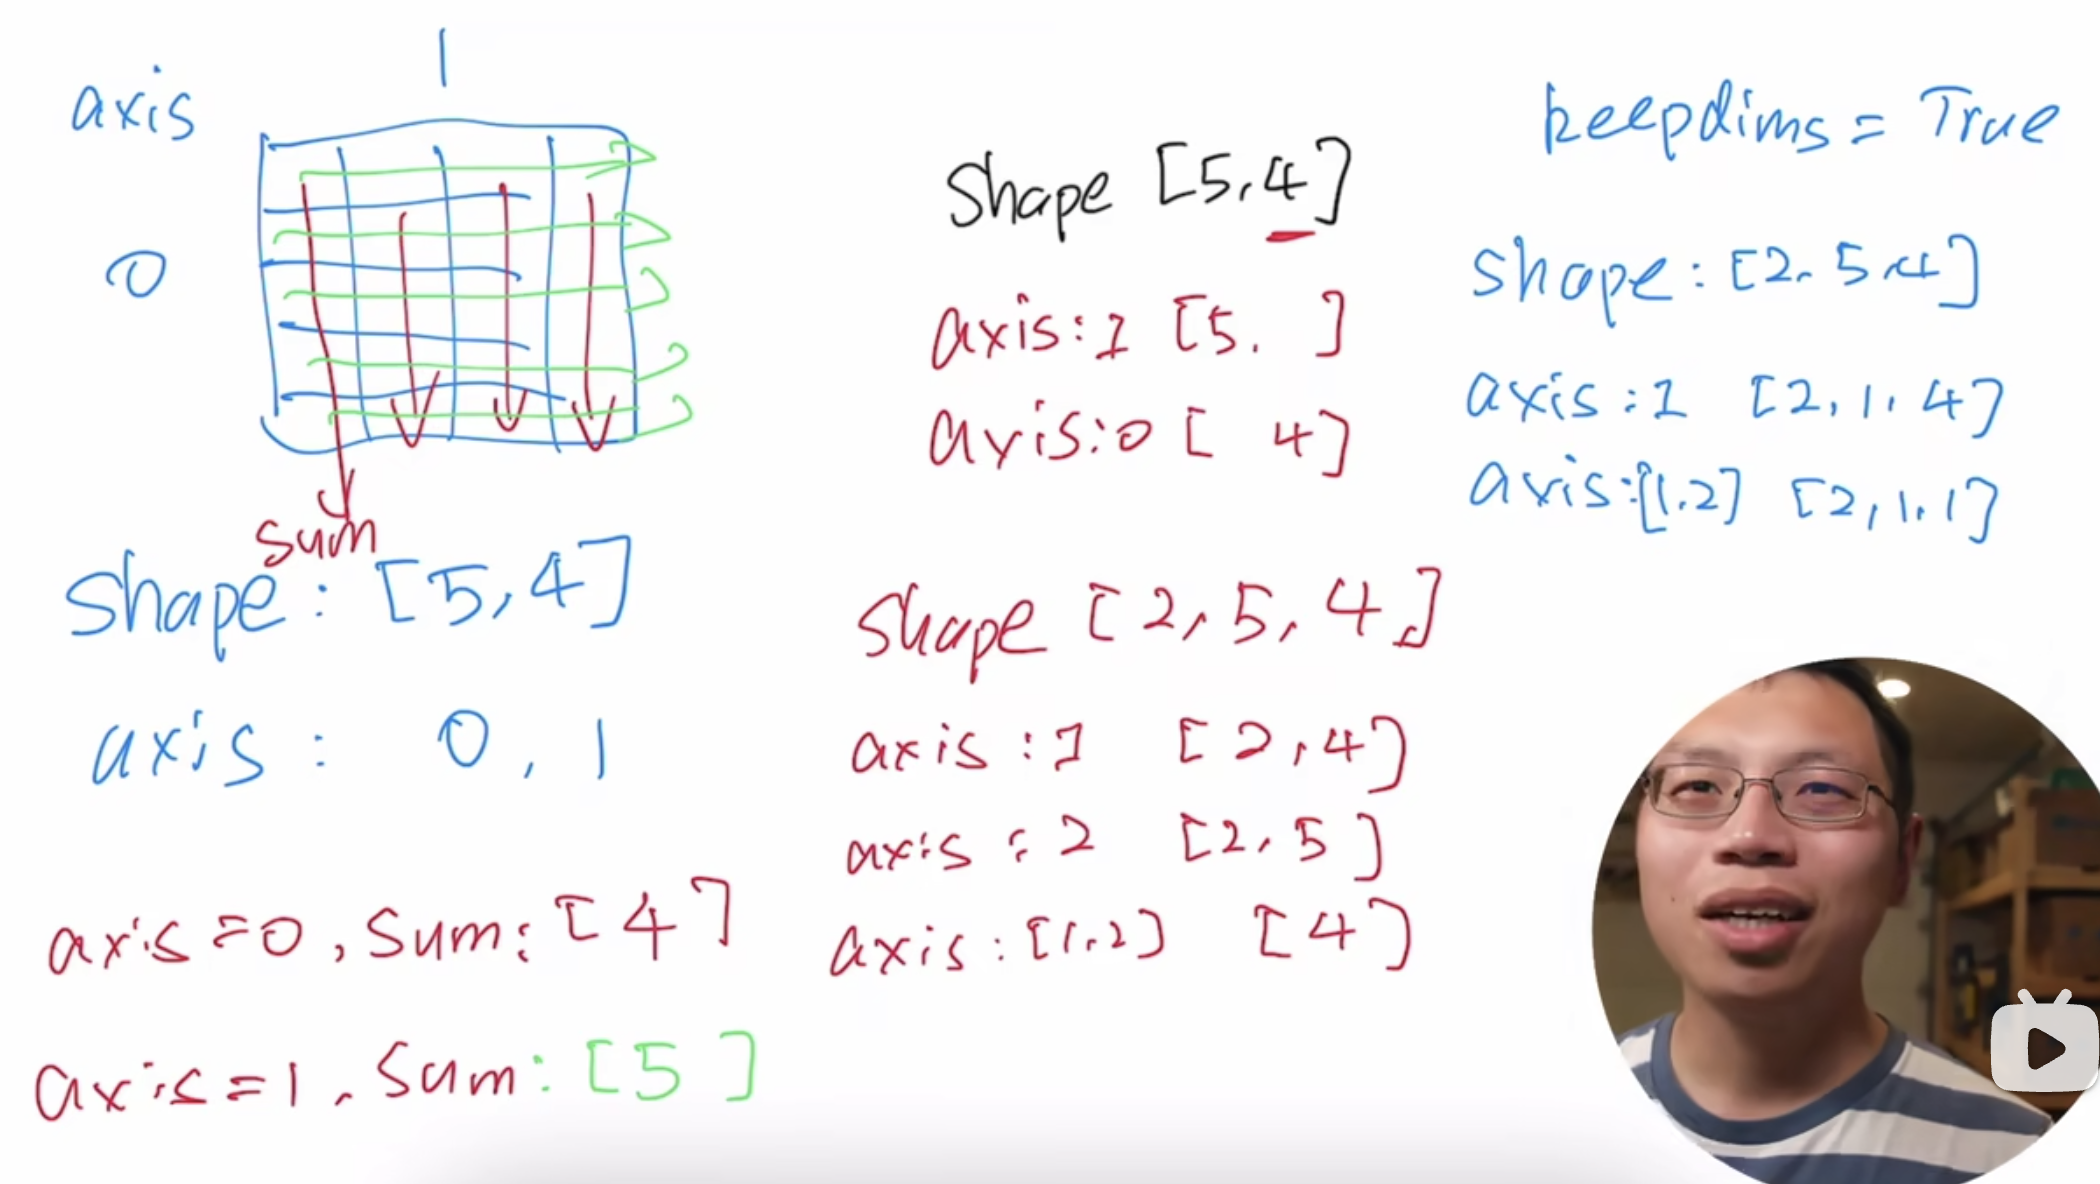 axis
1
0
sum
shape: [5,4]
axis: 0, 1
axis=0, sum: [4]
axis=1, sum: [5 ]
shape [5,4]
axis:1 [5. ]
axis:0 [ 4]
shape [2,5,4]
axis:1 [2,4]
axis:2 [2,5]
axis:[1,2] [4]
keepdims=True
shape:[2,5,4]
axis:1 [2,1,4]
axis:[1,2] [2,1,1]